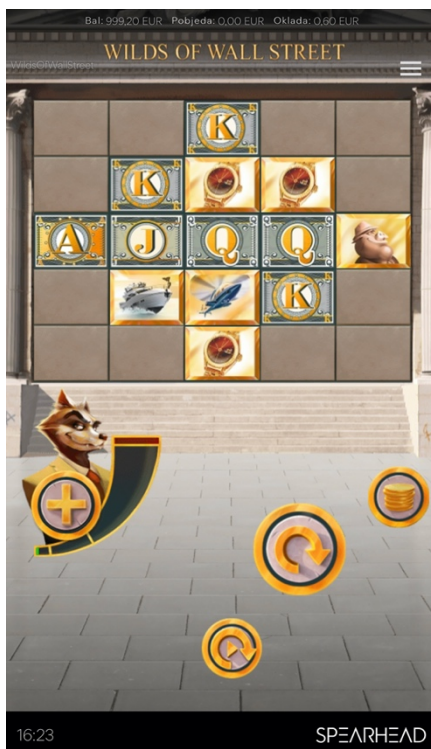 Bal: 999,20 EUR Pobjeda: 0,00 EUR Oklada: 0,60 EUR
WILDS OF WALL STREET
WildsOfWallStreet
K
K
A J Q Q
K
16:23 SPEARHEAD